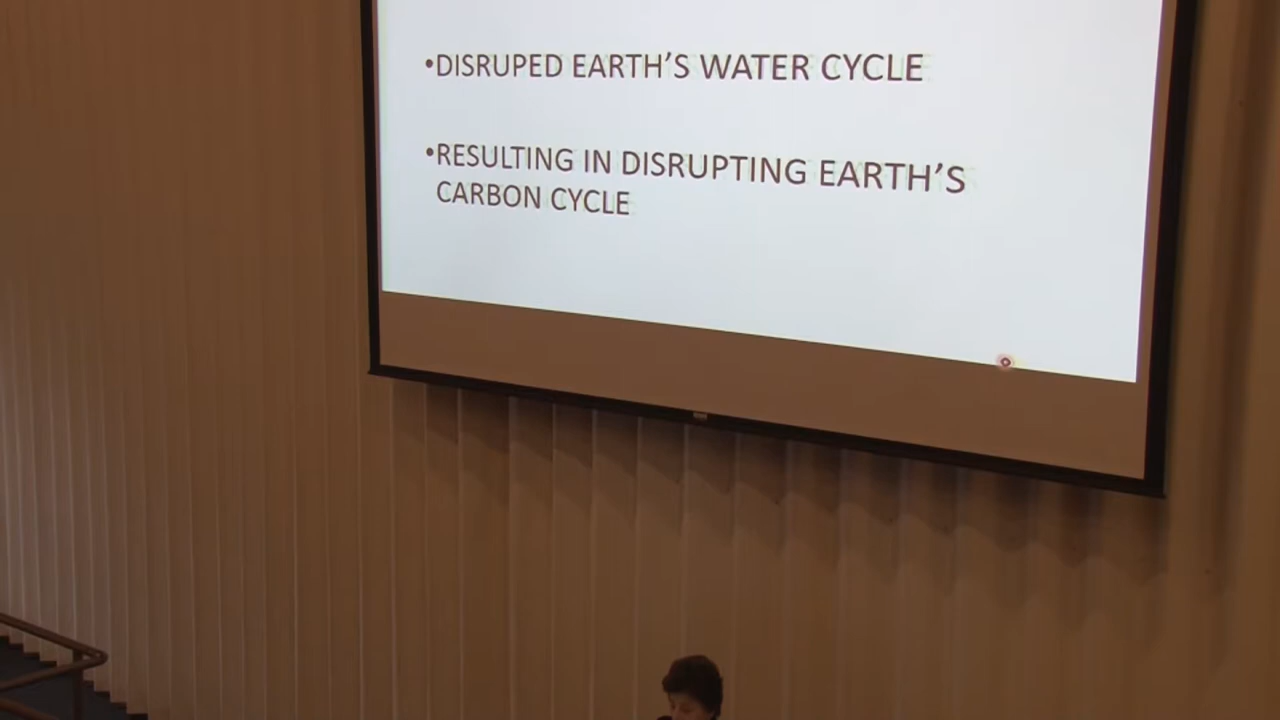 •DISRUPED EARTH'S WATER CYCLE
•RESULTING IN DISRUPTING EARTH'S
CARBON CYCLE